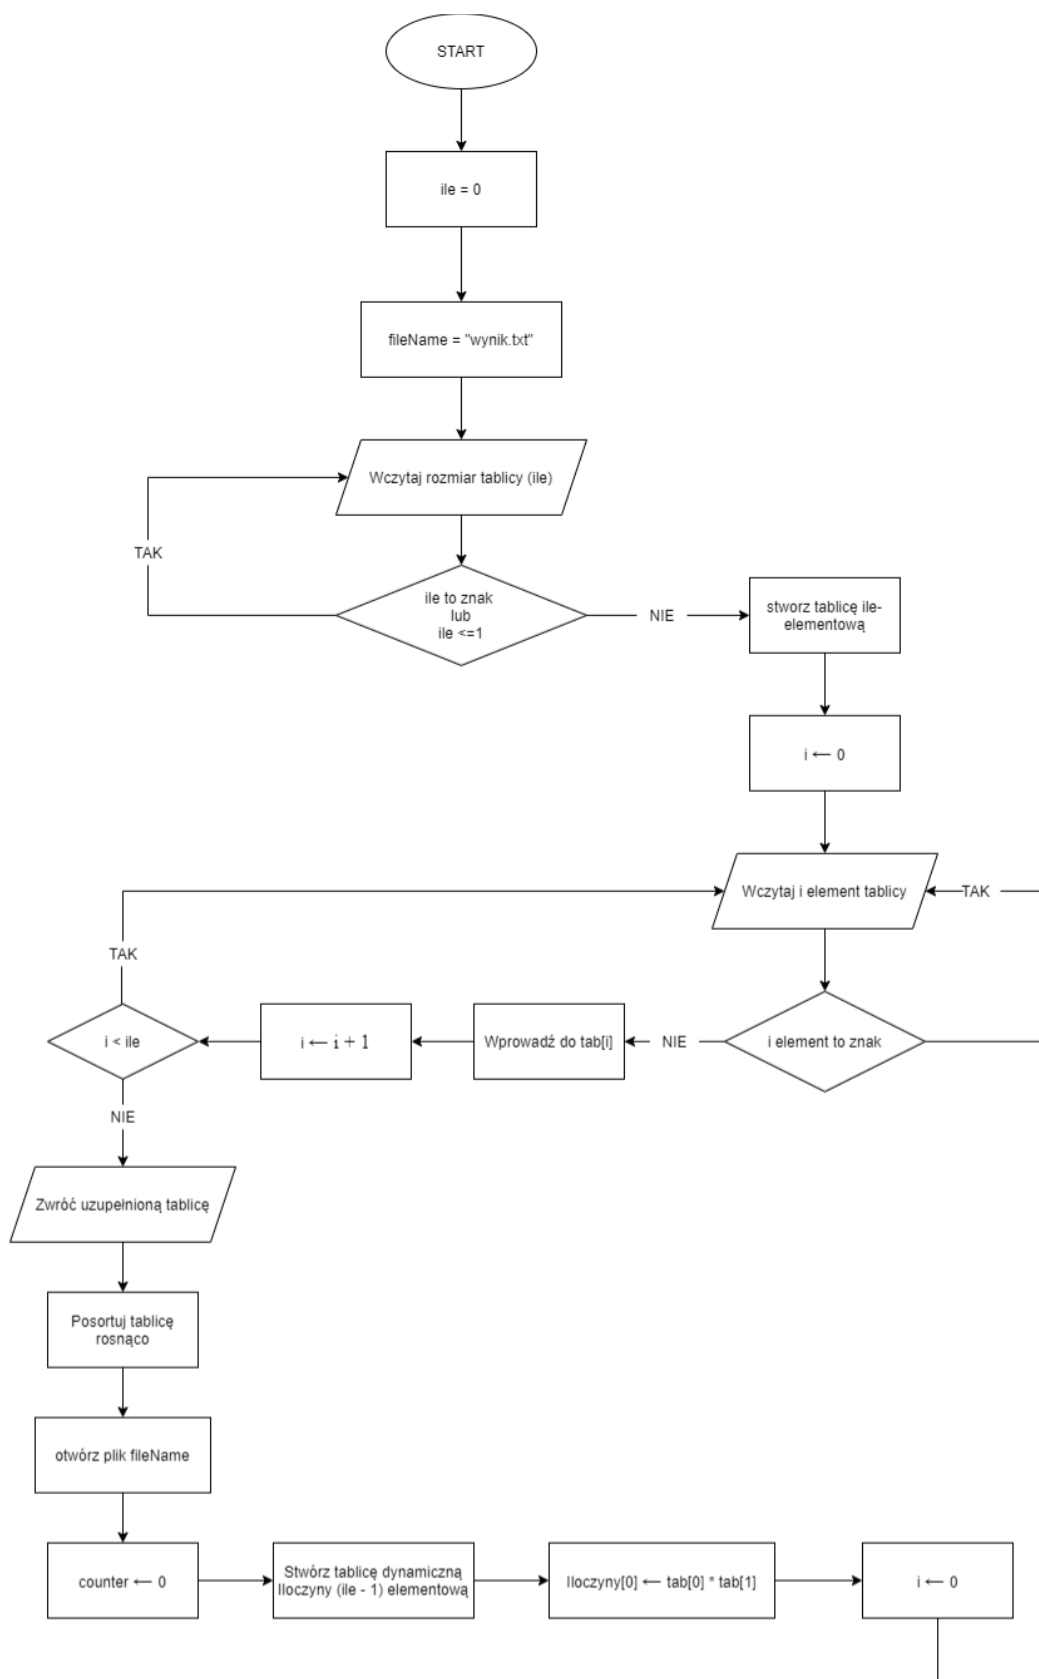 START
ile = 0
fileName = "wynik.txt"
Wczytaj rozmiar tablicy (ile)
TAK
ile to znak
lub
ile <=1
NIE
stworz tablicę ile-
elementową
i ← 0
Wczytaj i element tablicy
TAK
TAK
i < ile
i ← i + 1
Wprowadź do tab[i]
NIE
i element to znak
NIE
Zwróć uzupełnioną tablicę
Posortuj tablicę
rosnąco
otwórz plik fileName
counter ← 0
Stwórz tablicę dynamiczną
Iloczyny (ile - 1) elementową
Iloczyny[0] ← tab[0] * tab[1]
i ← 0